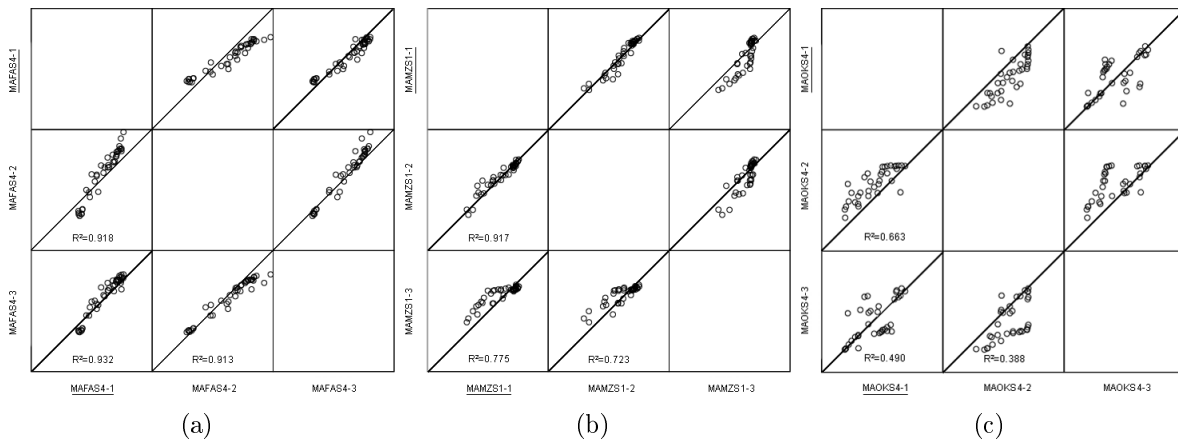 MAFAS4-1
MAFAS4-2
R²=0.918
MAFAS4-3
R²=0.932
R²=0.913
MAFAS4-1
MAFAS4-2
MAFAS4-3
(a)
MAMZS1-1
MAMZS1-2
R²=0.917
MAMZS1-3
R²=0.775
R²=0.723
MAMZS1-1
MAMZS1-2
MAMZS1-3
(b)
MAOKS4-1
MAOKS4-2
R²=0.663
MAOKS4-3
R²=0.490
R²=0.388
MAOKS4-1
MAOKS4-2
MAOKS4-3
(c)